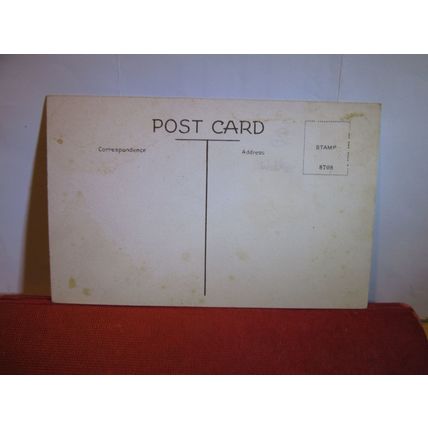 POST CARD
Correspondence
Address
STAMP
8708